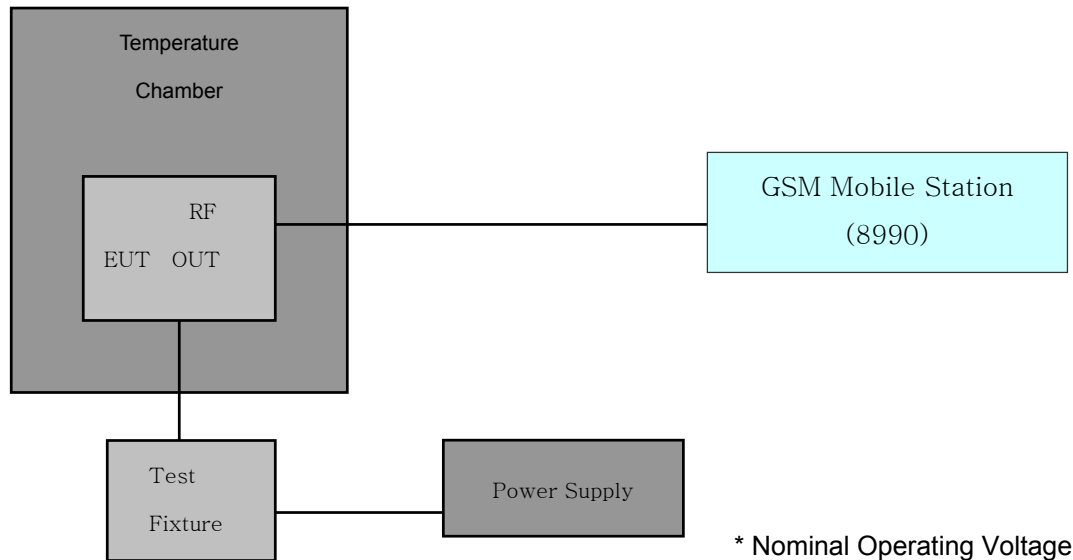 Temperature
Chamber
RF
EUT OUT
GSM Mobile Station
(8990)
Test
Fixture
Power Supply
* Nominal Operating Voltage